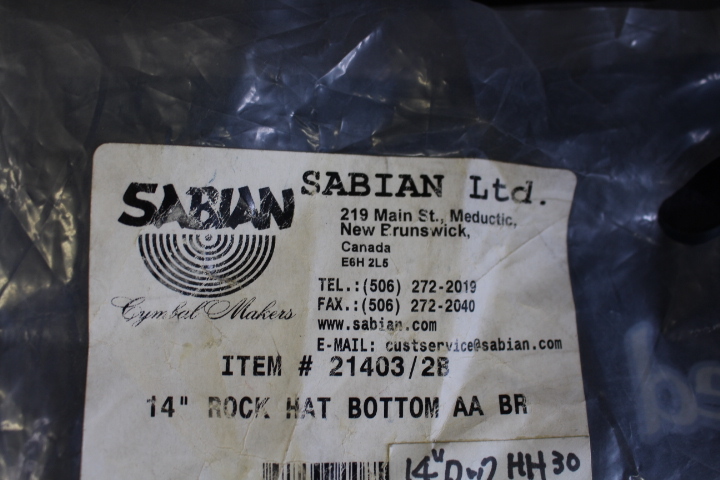 SABIAN
Cymbal Makers
SABIAN Ltd.
219 Main St., Meductic,
New Brunswick,
Canada
E6H 2L5
TEL.:(506) 272-2019
FAX.:(506) 272-2040
www.sabian.com
E-MAIL: custservice@sabian.com
ITEM # 21403/2B
14" ROCK HAT BOTTOM AA BR
14" HH30